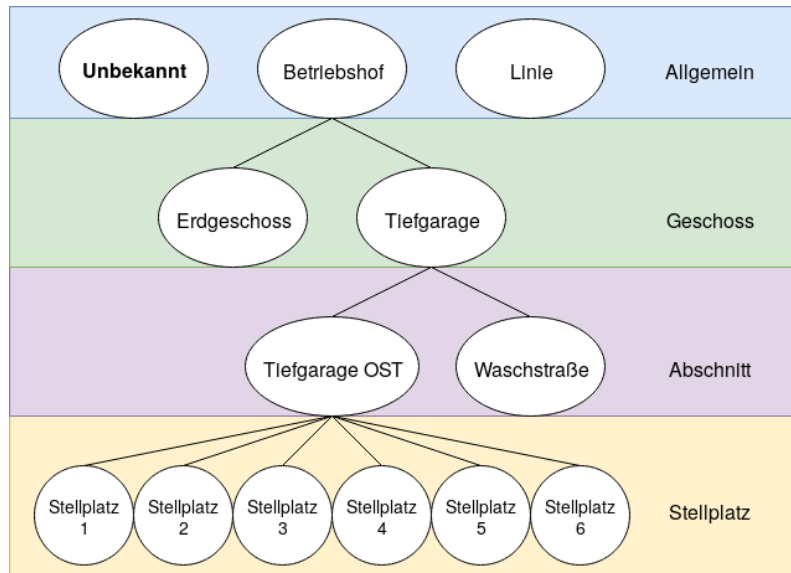 Unbekannt
Betriebshof
Linie
Allgemein
Erdgeschoss
Tiefgarage
Geschoss
Tiefgarage OST
Waschstraße
Abschnitt
Stellplatz
1
Stellplatz
2
Stellplatz
3
Stellplatz
4
Stellplatz
5
Stellplatz
6
Stellplatz